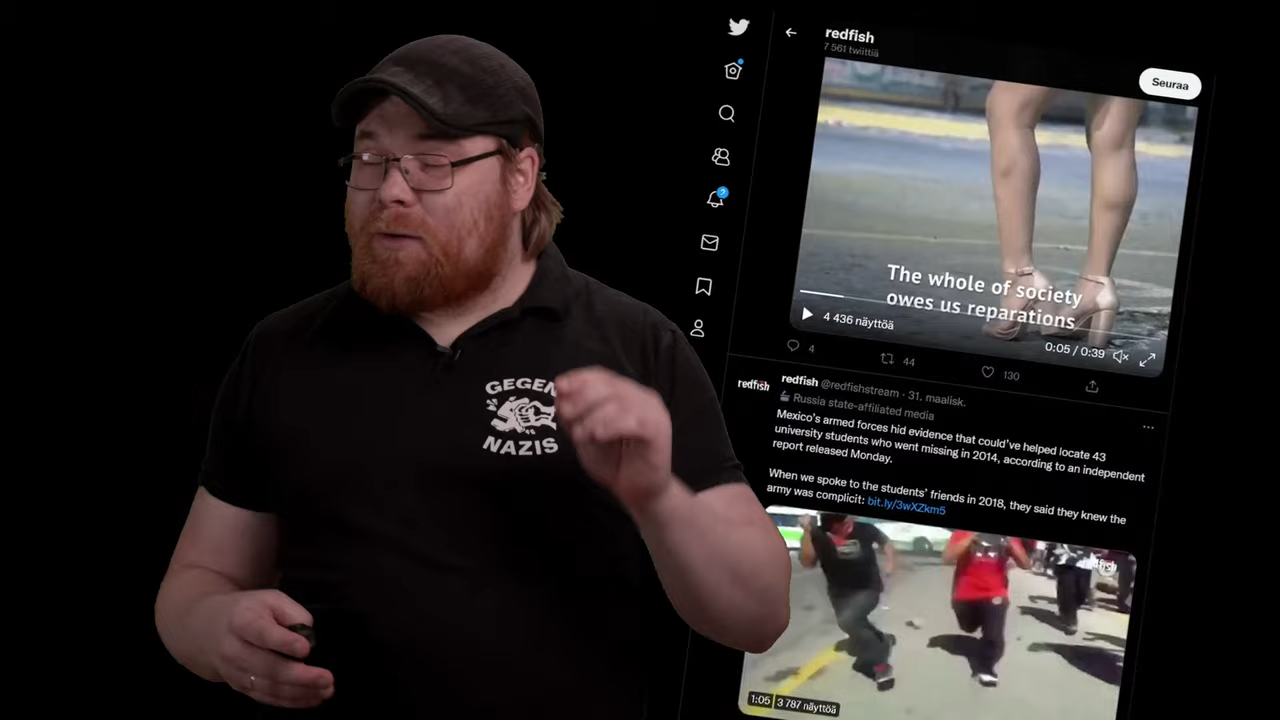 redfish
7 561 twiittiä
Seuraa
The whole of society
owes us reparations
4 436 näyttöä
0:05 / 0:39
4
44
130
2
GEGEN
NAZIS
redfish
redfish @redfishstream · 31. maalisk.
Russia state-affiliated media
Mexico's armed forces hid evidence that could've helped locate 43
university students who went missing in 2014, according to an independent
report released Monday.
When we spoke to the students' friends in 2018, they said they knew the
army was complicit: bit.ly/3wXZkm5
redfish
1:05
3 787 näyttöä